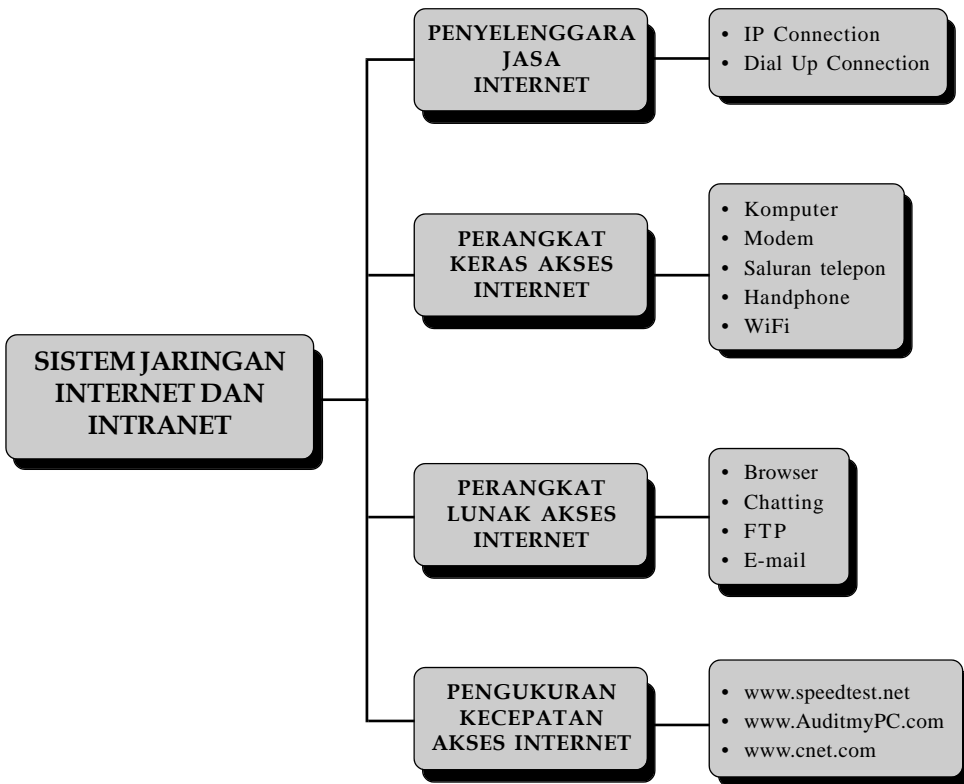 PENYELENGGARA
JASA
INTERNET
• IP Connection
• Dial Up Connection
PERANGKAT
KERAS AKSES
INTERNET
• Komputer
• Modem
• Saluran telepon
• Handphone
• WiFi
SISTEM JARINGAN
INTERNET DAN
INTRANET
PERANGKAT
LUNAK AKSES
INTERNET
• Browser
• Chatting
• FTP
• E-mail
PENGUKURAN
KECEPATAN
AKSES INTERNET
• www.speedtest.net
• www.AuditmyPC.com
• www.cnet.com